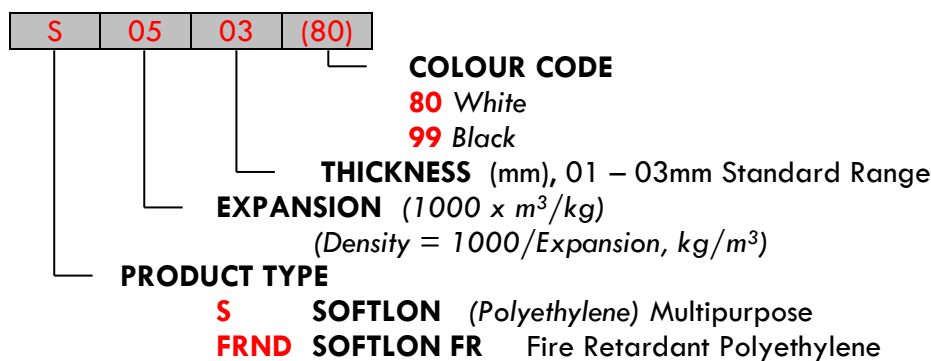 S 05 03 (80)
COLOUR CODE
80 White
99 Black
THICKNESS (mm), 01 – 03mm Standard Range
EXPANSION (1000 x m³/kg)
(Density = 1000/Expansion, kg/m³)
PRODUCT TYPE
S SOFTLON (Polyethylene) Multipurpose
FRND SOFTLON FR Fire Retardant Polyethylene